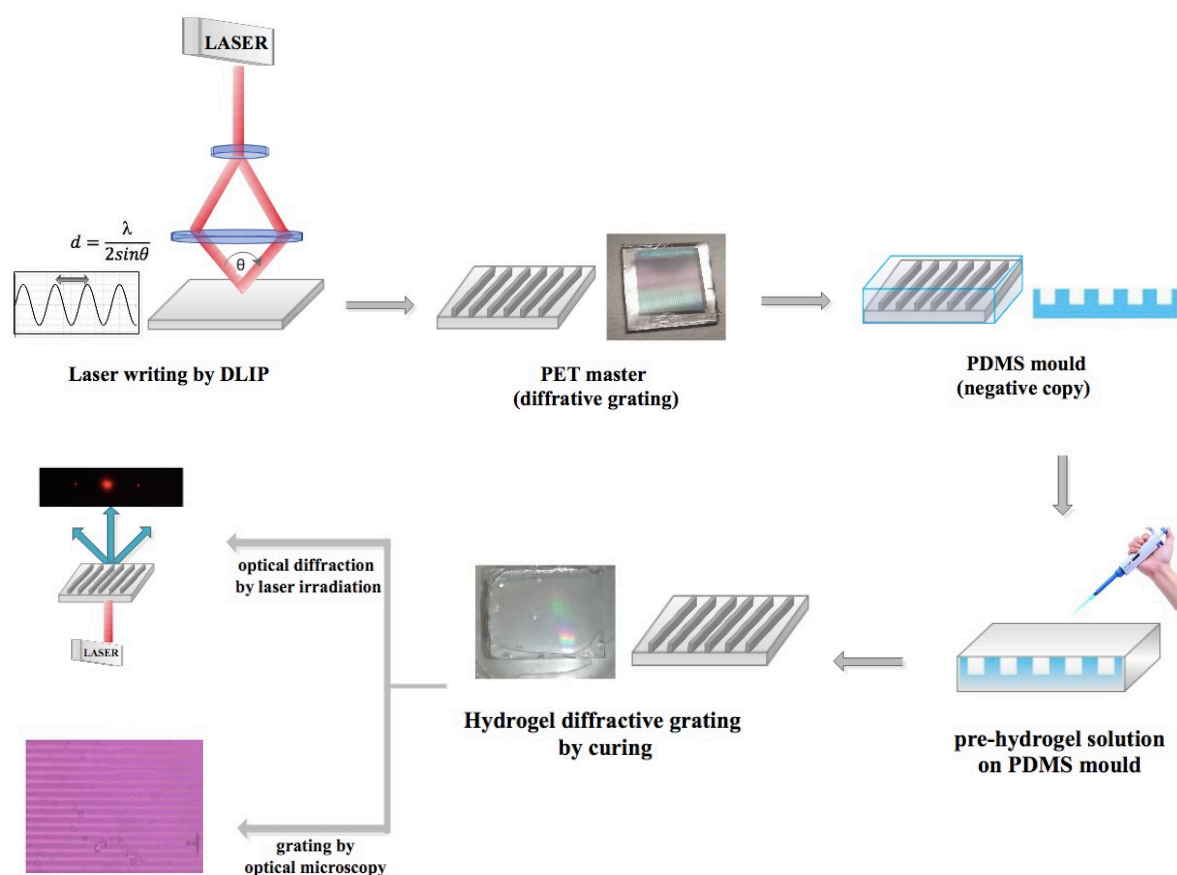 LASER
d = λ / 2sinθ
θ
Laser writing by DLIP
PET master
(diffrative grating)
PDMS mould
(negative copy)
optical diffraction
by laser irradiation
LASER
Hydrogel diffractive grating
by curing
pre-hydrogel solution
on PDMS mould
grating by
optical microscopy